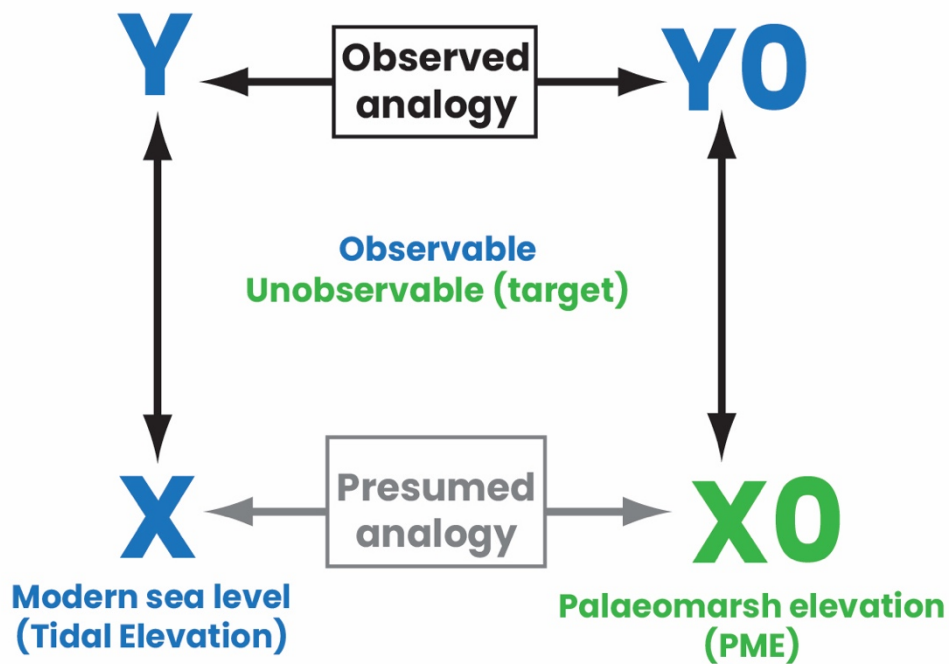 Y
Observed
analogy
Y0
Observable
Unobservable (target)
X
Presumed
analogy
X0
Modern sea level
(Tidal Elevation)
Palaeomarsh elevation
(PME)